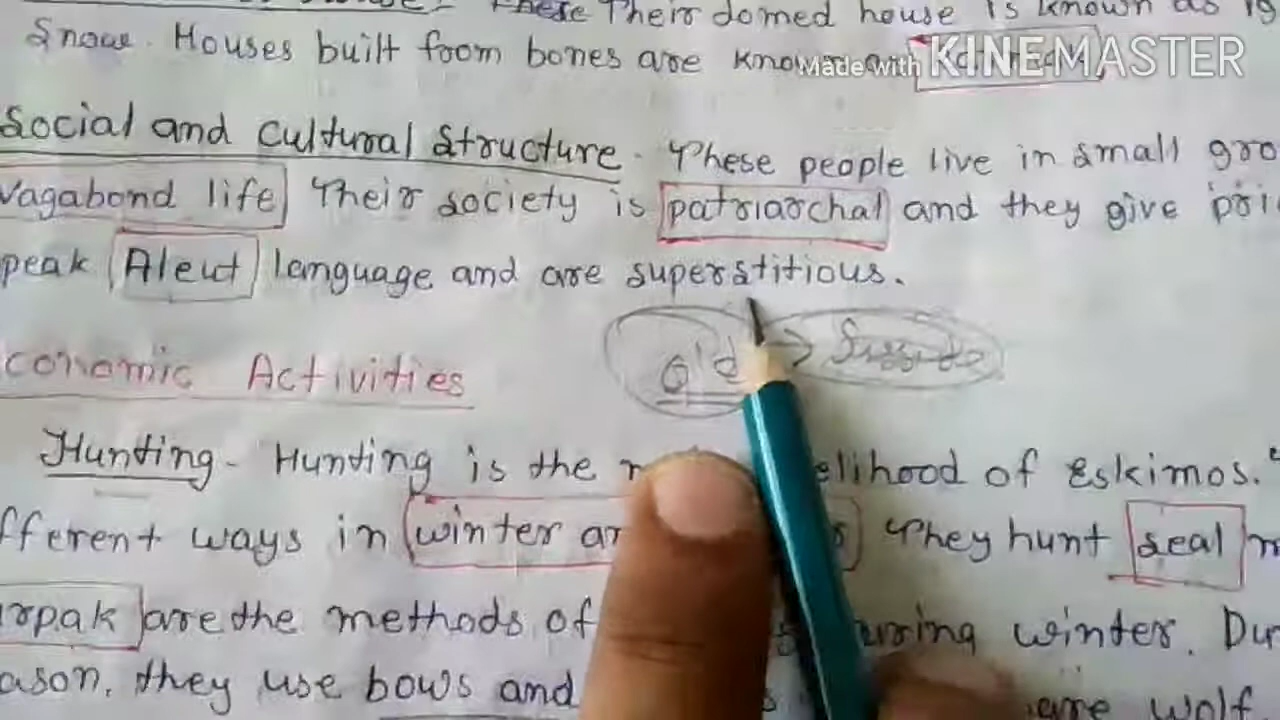 These Their domed house is known as
Snow. Houses built from bones are known as
Made with KINEMASTER
Social and Cultural Structure. These people live in small
vagabond life Their society is patriarchal and they give
peak Aleut language and are superstitious.
Old →
conomic Activities
Hunting - Hunting is the elihood of Eskimos.
fferent ways in winter They hunt seal
rpak are the methods of during winter.
ason, they use bows and are wolf